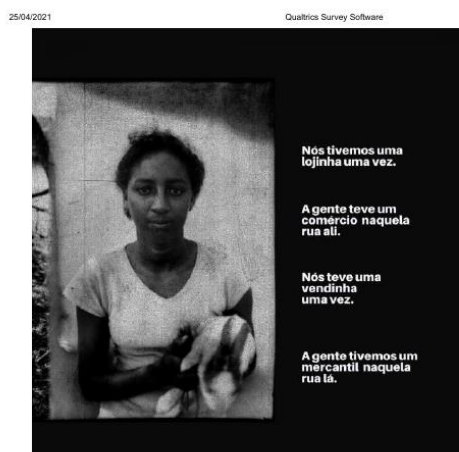 25/04/2021 Qualtrics Survey Software
Nós tivemos uma
lojinha uma vez.
A gente teve um
comércio naquela
rua ali.
Nós teve uma
vendinha
uma vez.
A gente tivemos um
mercantil naquela
rua lá.